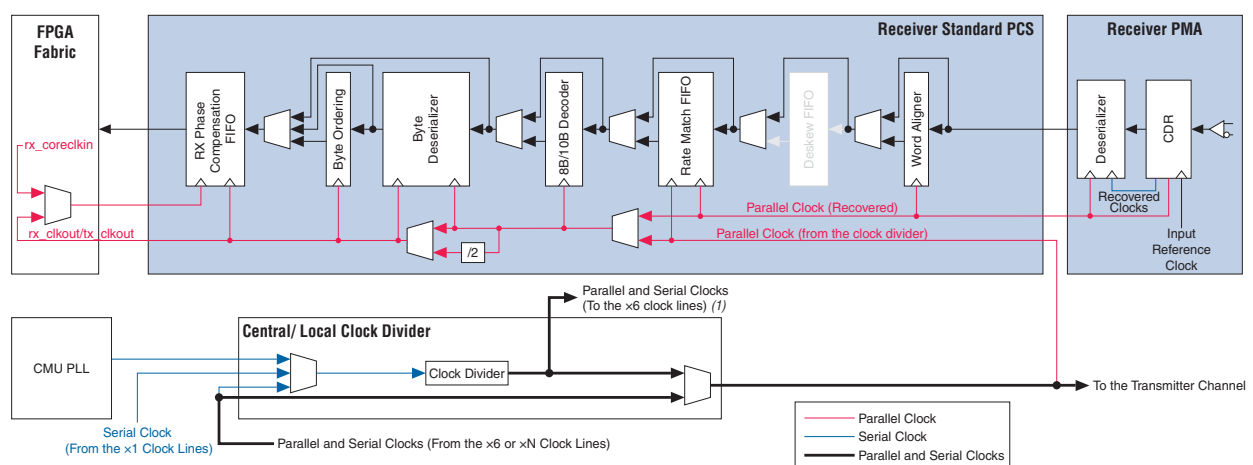 FPGA
Fabric
Receiver Standard PCS
Receiver PMA
RX Phase
Compensation
FIFO
Byte Ordering
Byte
Deserializer
8B/10B Decoder
Rate Match FIFO
Deskew FIFO
Word Aligner
Deserializer
CDR
rx_coreclkin
rx_clkout/tx_clkout
/2
Parallel Clock (Recovered)
Parallel Clock (from the clock divider)
Recovered
Clocks
Input
Reference
Clock
Parallel and Serial Clocks
(To the ×6 clock lines) (1)
Central/ Local Clock Divider
CMU PLL
Clock Divider
To the Transmitter Channel
Serial Clock
(From the ×1 Clock Lines)
Parallel and Serial Clocks (From the ×6 or ×N Clock Lines)
Parallel Clock
Serial Clock
Parallel and Serial Clocks